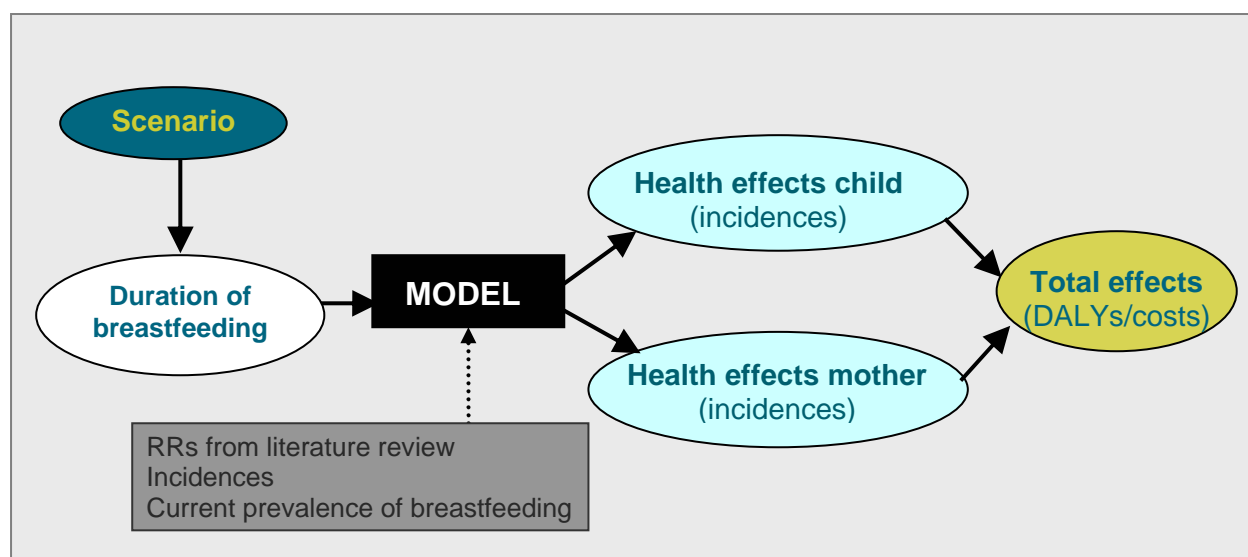 Scenario
Duration of
breastfeeding
MODEL
Health effects child
(incidences)
Health effects mother
(incidences)
Total effects
(DALYs/costs)
RRs from literature review
Incidences
Current prevalence of breastfeeding